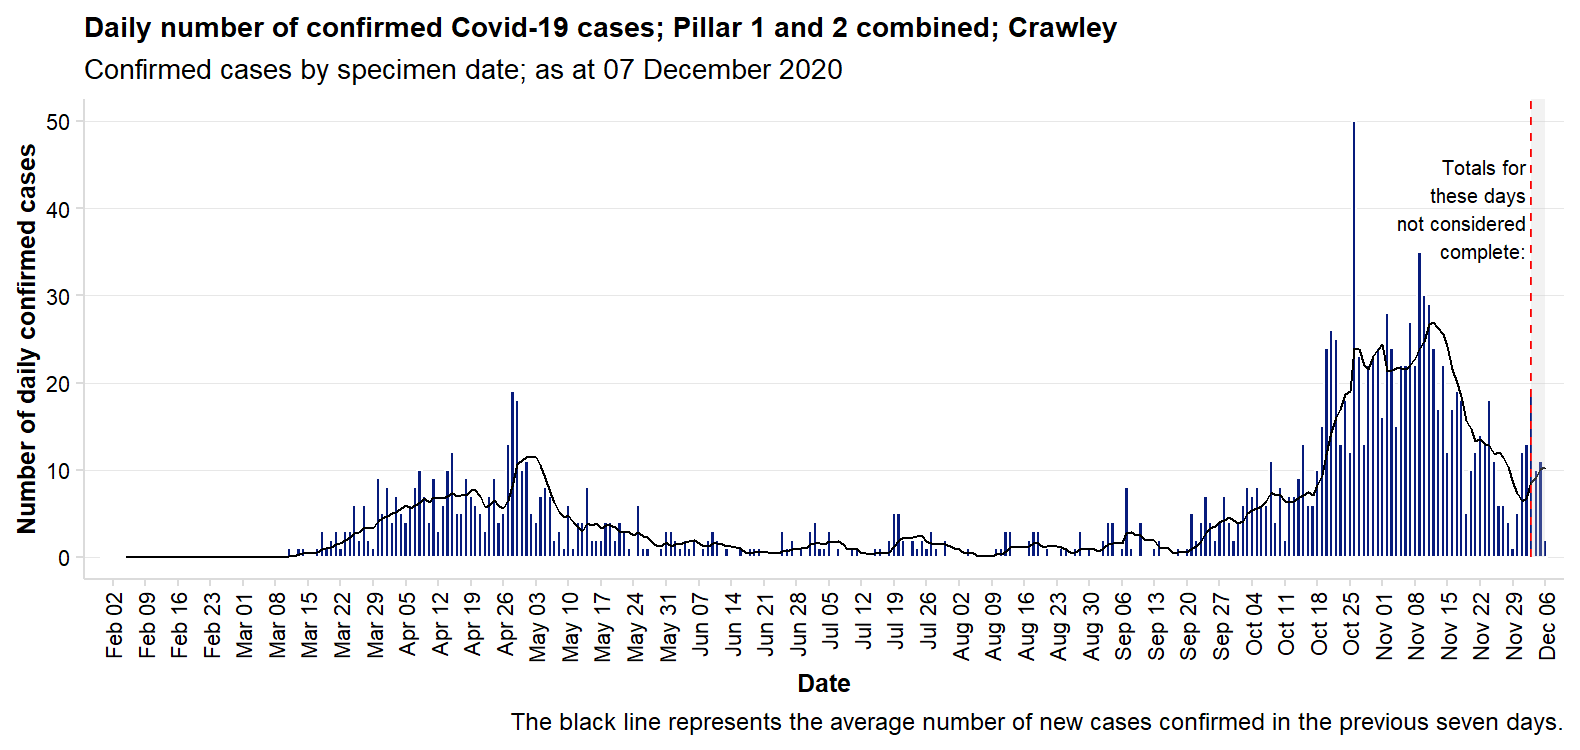 Daily number of confirmed Covid-19 cases; Pillar 1 and 2 combined; Crawley
Confirmed cases by specimen date; as at 07 December 2020
Number of daily confirmed cases
50
40
30
20
10
0
Totals for
these days
not considered
complete:
Feb 02
Feb 09
Feb 16
Feb 23
Mar 01
Mar 08
Mar 15
Mar 22
Mar 29
Apr 05
Apr 12
Apr 19
Apr 26
May 03
May 10
May 17
May 24
May 31
Jun 07
Jun 14
Jun 21
Jun 28
Jul 05
Jul 12
Jul 19
Jul 26
Aug 02
Aug 09
Aug 16
Aug 23
Aug 30
Sep 06
Sep 13
Sep 20
Sep 27
Oct 04
Oct 11
Oct 18
Oct 25
Nov 01
Nov 08
Nov 15
Nov 22
Nov 29
Dec 06
Date
The black line represents the average number of new cases confirmed in the previous seven days.